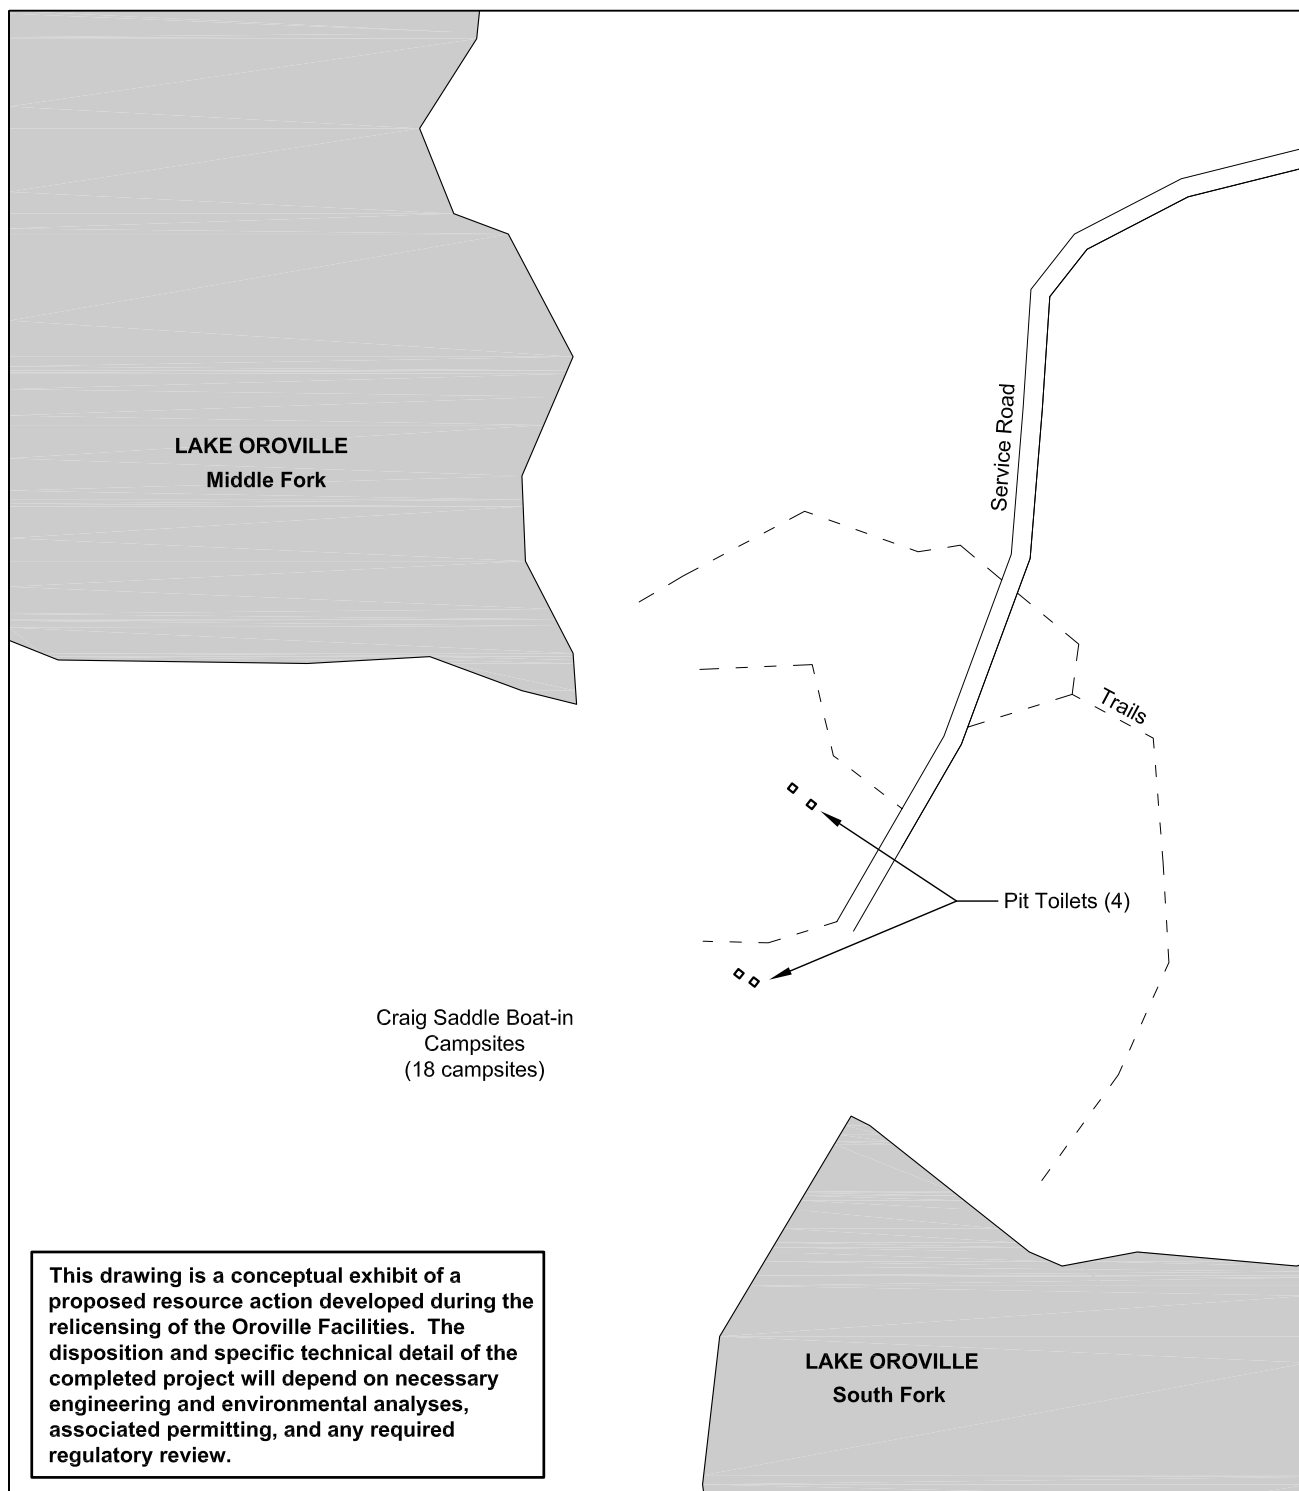 Service Road
LAKE OROVILLE
Middle Fork
Trails
Pit Toilets (4)
Craig Saddle Boat-in
Campsites
(18 campsites)
This drawing is a conceptual exhibit of a
proposed resource action developed during the
relicensing of the Oroville Facilities.  The
disposition and specific technical detail of the
completed project will depend on necessary
engineering and environmental analyses,
associated permitting, and any required
regulatory review.
LAKE OROVILLE
South Fork